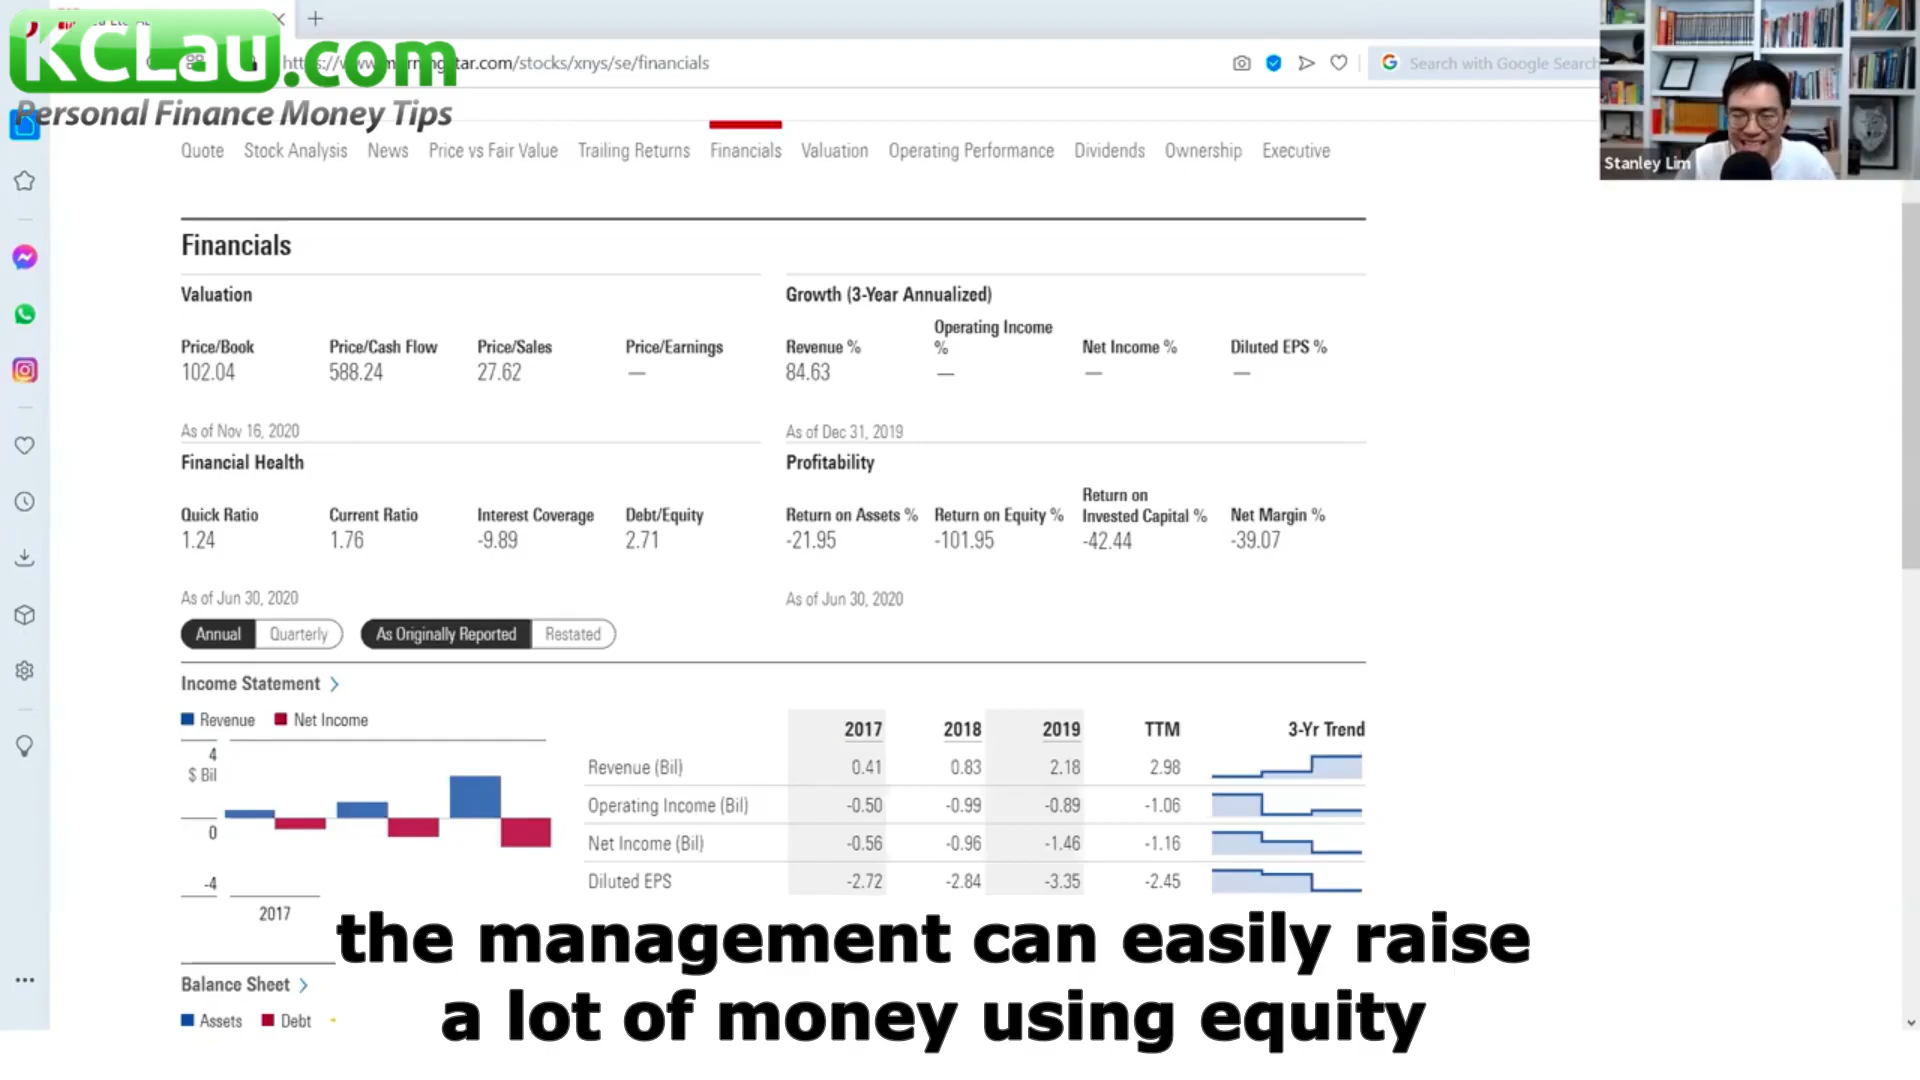 KCLau.com
Personal Finance Money Tips
Search with Google Search
Stanley Lim
Quote Stock Analysis News Price vs Fair Value Trailing Returns Financials Valuation Operating Performance Dividends Ownership Executive
Financials
Valuation
Price/Book Price/Cash Flow Price/Sales Price/Earnings
102.04 588.24 27.62 —
As of Nov 16, 2020
Growth (3-Year Annualized)
Revenue % Operating Income % Net Income % Diluted EPS %
84.63 — — —
As of Dec 31, 2019
Financial Health
Quick Ratio Current Ratio Interest Coverage Debt/Equity
1.24 1.76 -9.89 2.71
As of Jun 30, 2020
Profitability
Return on Assets % Return on Equity % Return on Invested Capital % Net Margin %
-21.95 -101.95 -42.44 -39.07
As of Jun 30, 2020
Annual Quarterly As Originally Reported Restated
Income Statement
Revenue Net Income
4
$ Bil
0
-4
2017
2017 2018 2019 TTM 3-Yr Trend
Revenue (Bil) 0.41 0.83 2.18 2.98
Operating Income (Bil) -0.50 -0.99 -0.89 -1.06
Net Income (Bil) -0.56 -0.96 -1.46 -1.16
Diluted EPS -2.72 -2.84 -3.35 -2.45
Balance Sheet
Assets Debt
the management can easily raise
a lot of money using equity